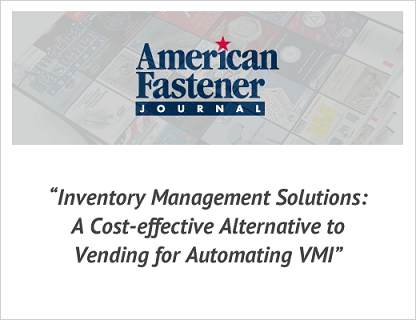 American
Fastener
JOURNAL
“Inventory Management Solutions:
A Cost-effective Alternative to
Vending for Automating VMI”